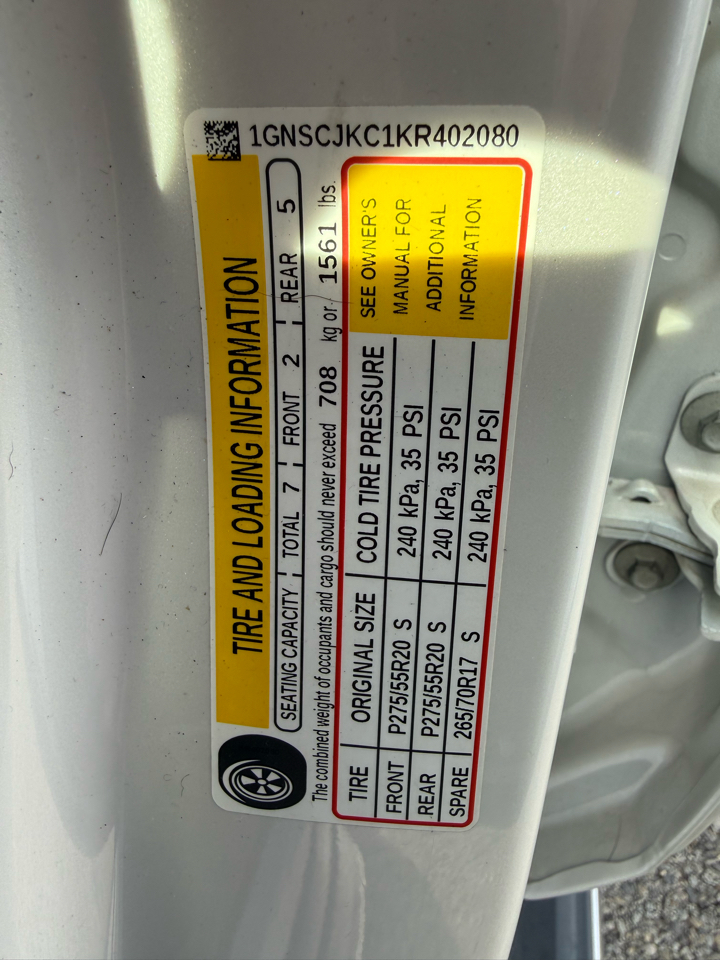 1GNSCJKC1KR402080
TIRE AND LOADING INFORMATION
SEATING CAPACITY TOTAL 7 FRONT 2 REAR 5
The combined weight of occupants and cargo should never exceed 708 kg or 1561 lbs.
TIRE ORIGINAL SIZE COLD TIRE PRESSURE
FRONT P275/55R20 S 240 kPa, 35 PSI
REAR P275/55R20 S 240 kPa, 35 PSI
SPARE 265/70R17 S 240 kPa, 35 PSI
SEE OWNER'S
MANUAL FOR
ADDITIONAL
INFORMATION